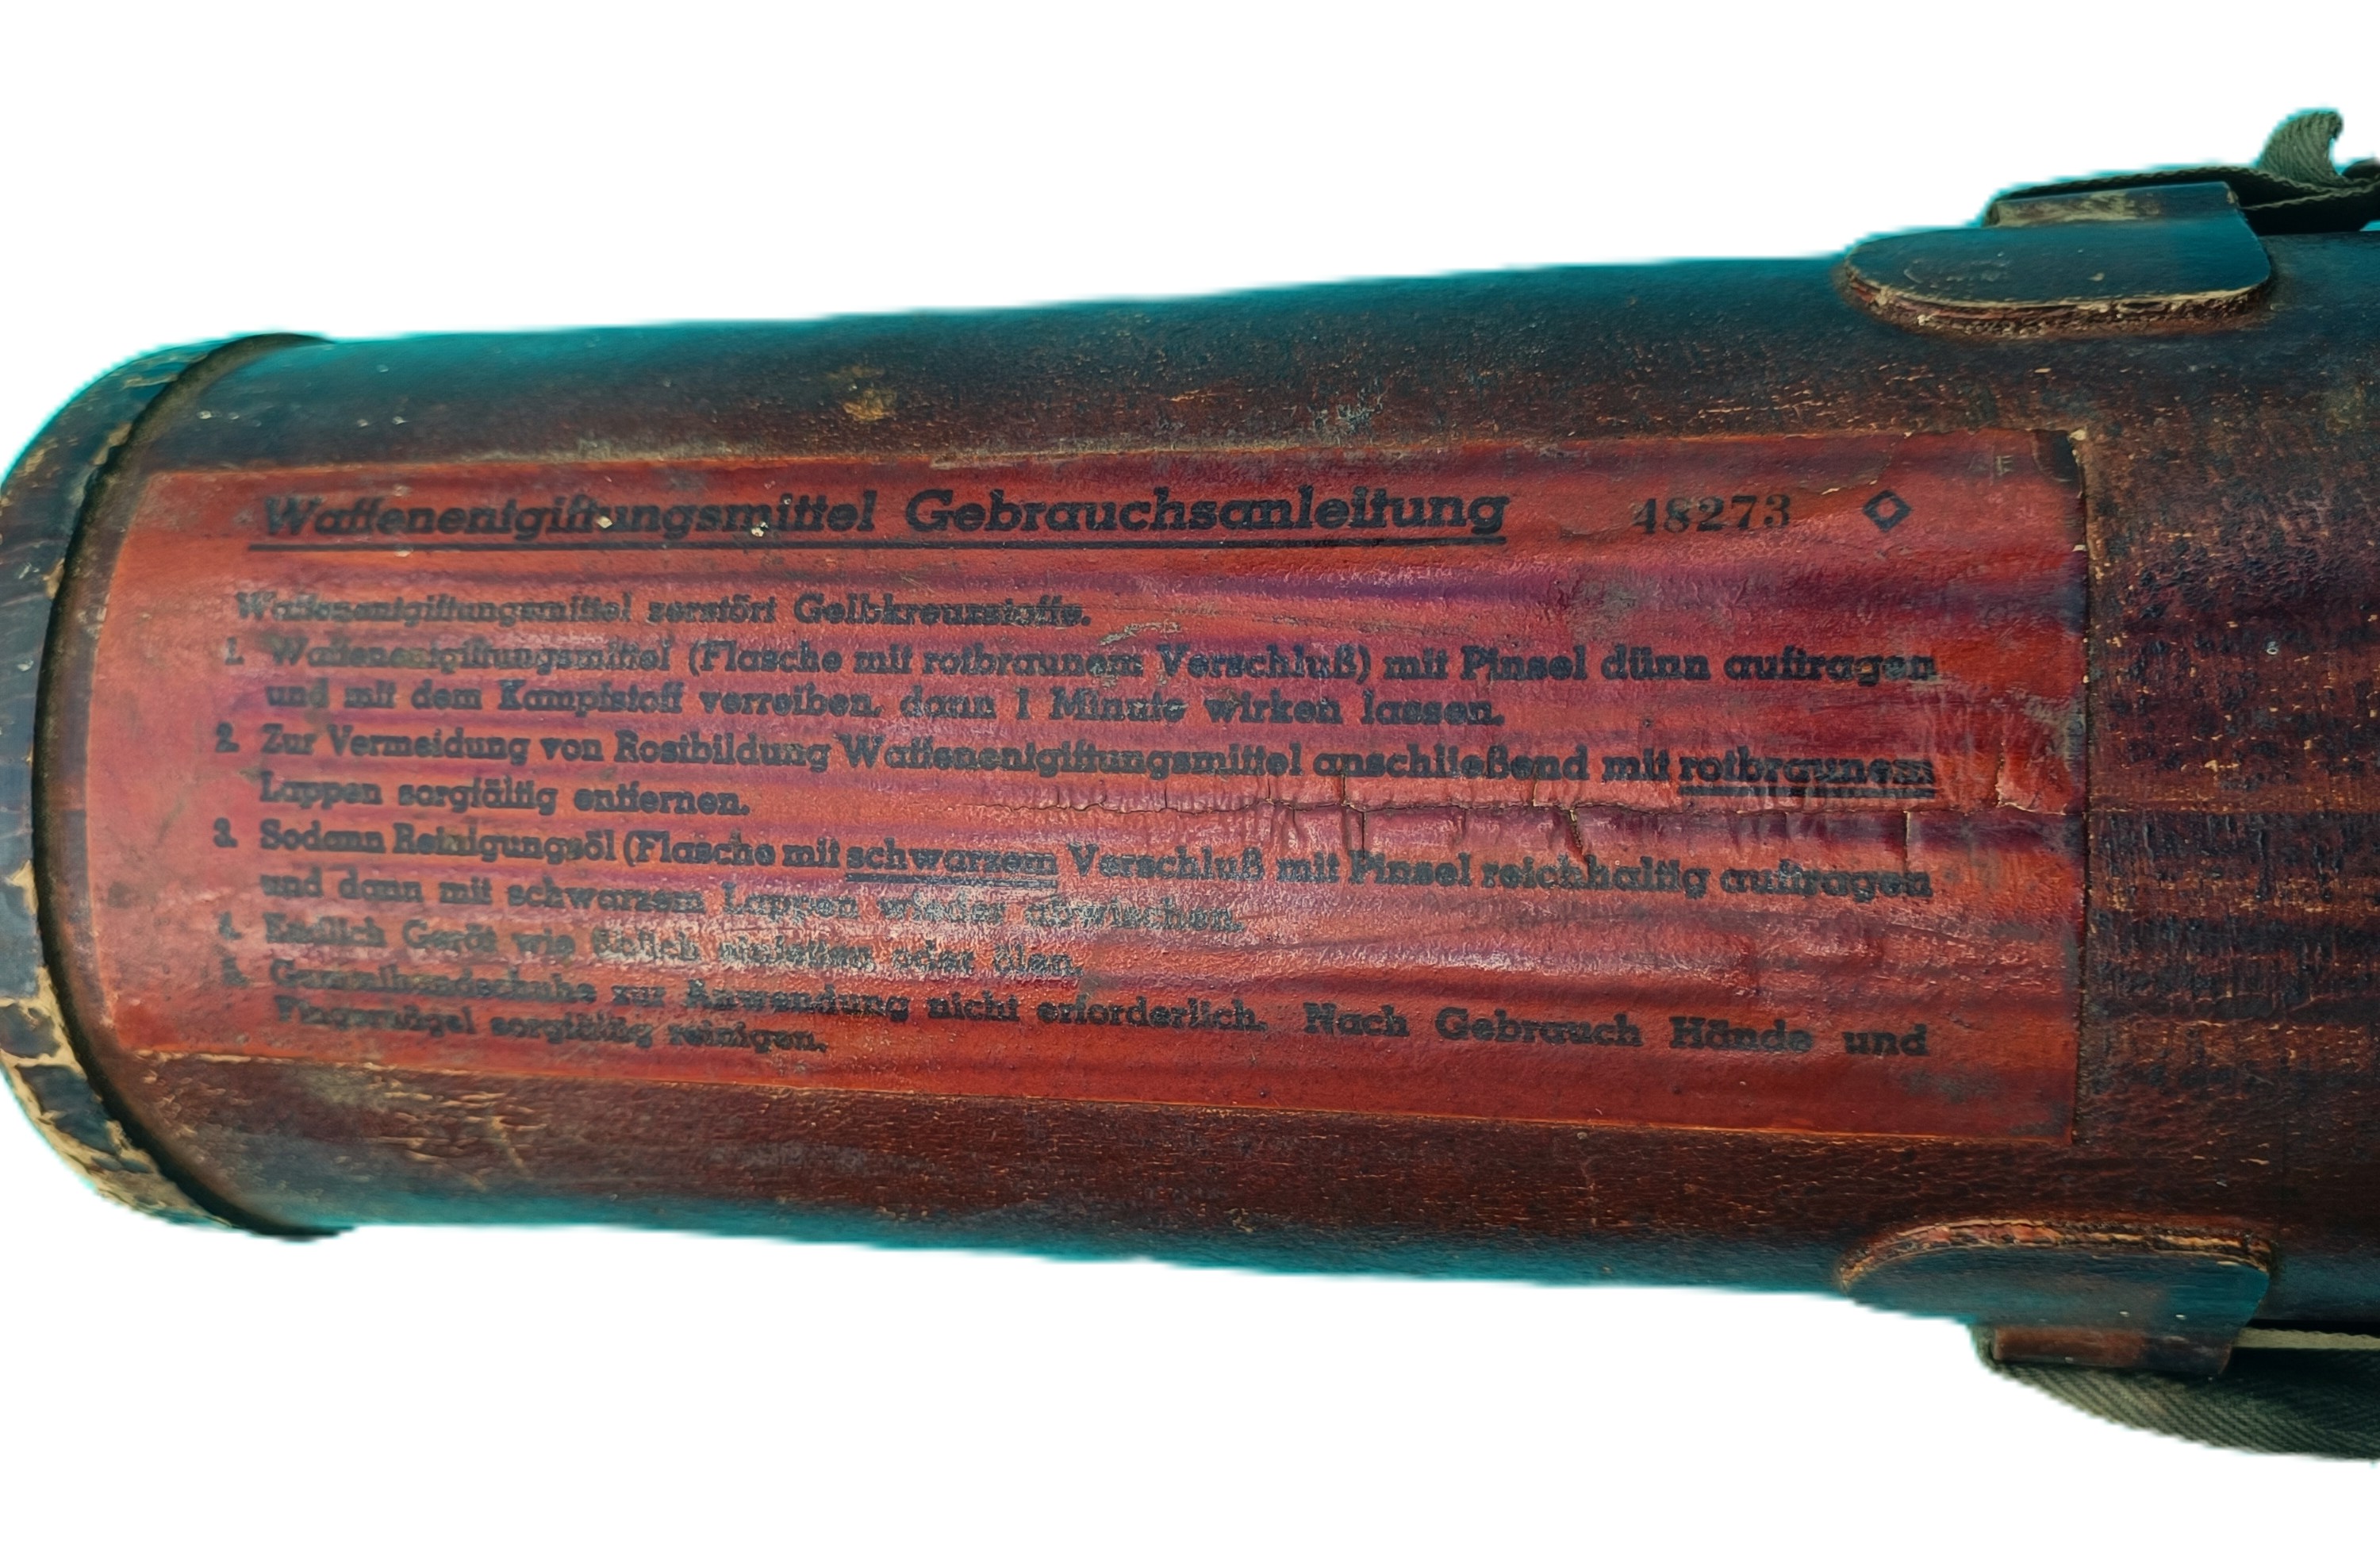 Waffenentgiftungsmittel Gebrauchsanleitung 48273
Waffenentgiftungsmittel zerstört Gelbkreuzstoffe.
1. Waffenentgiftungsmittel (Flasche mit rotbraunem Verschluß) mit Pinsel dünn auftragen
und mit dem Kampfstoff verreiben, dann 1 Minute wirken lassen.
2. Zur Vermeidung von Rostbildung Waffenentgiftungsmittel anschließend mit rotbraunem
Lappen sorgfältig entfernen.
3. Sodann Reinigungsöl (Flasche mit schwarzem Verschluß mit Pinsel reichhaltig auftragen
und dann mit schwarzem Lappen wieder abwischen.
4. Endlich Gerät wie üblich einfetten oder ölen.
5. Gummihandschuhe zur Anwendung nicht erforderlich. Nach Gebrauch Hände und
Fingernägel sorgfältig reinigen.